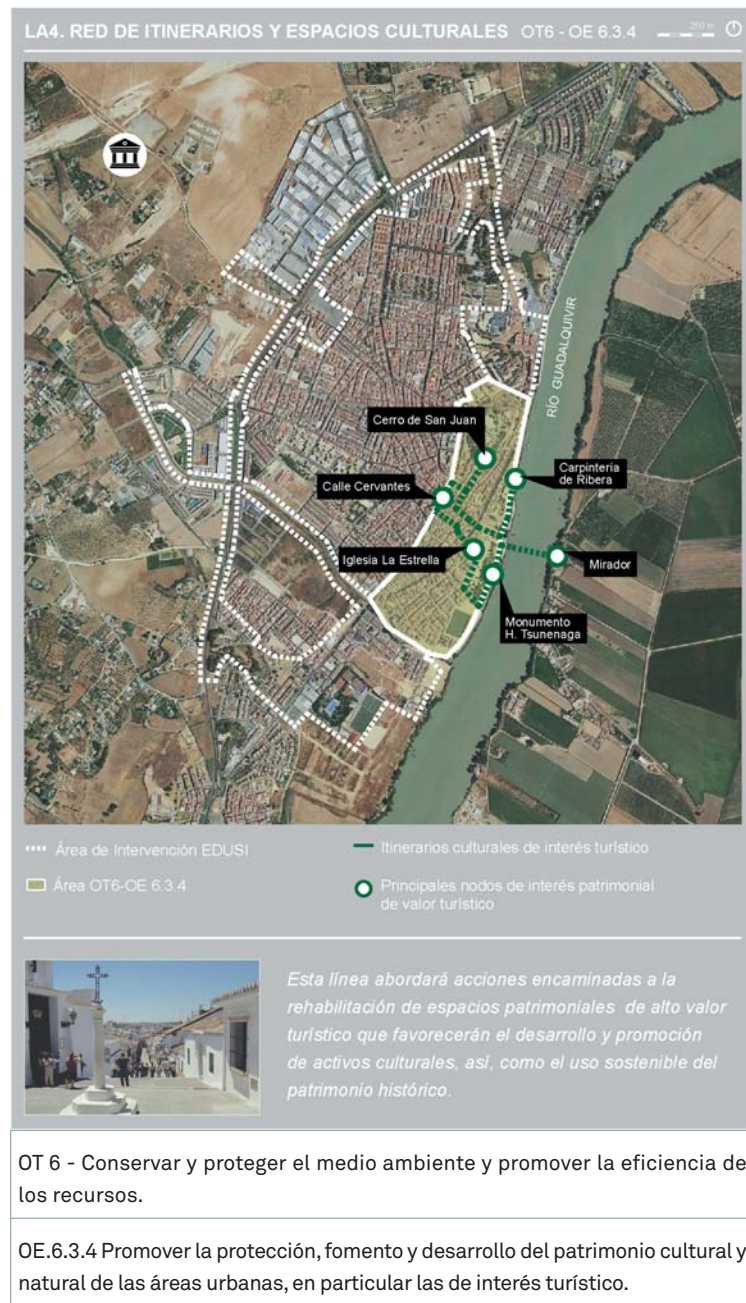 LA4. RED DE ITINERARIOS Y ESPACIOS CULTURALES OT6 - OE 6.3.4
250 m
RÍO GUADALQUIVIR
Cerro de San Juan
Carpintería
de Ribera
Calle Cervantes
Iglesia La Estrella
Mirador
Monumento
H. Tsunenaga
Área de Intervención EDUSI
Itinerarios culturales de interés turístico
Área OT6-OE 6.3.4
Principales nodos de interés patrimonial
de valor turístico
Esta línea abordará acciones encaminadas a la
rehabilitación de espacios patrimoniales de alto valor
turístico que favorecerán el desarrollo y promoción
de activos culturales, así, como el uso sostenible del
patrimonio histórico.
OT 6 - Conservar y proteger el medio ambiente y promover la eficiencia de
los recursos.
OE.6.3.4 Promover la protección, fomento y desarrollo del patrimonio cultural y
natural de las áreas urbanas, en particular las de interés turístico.